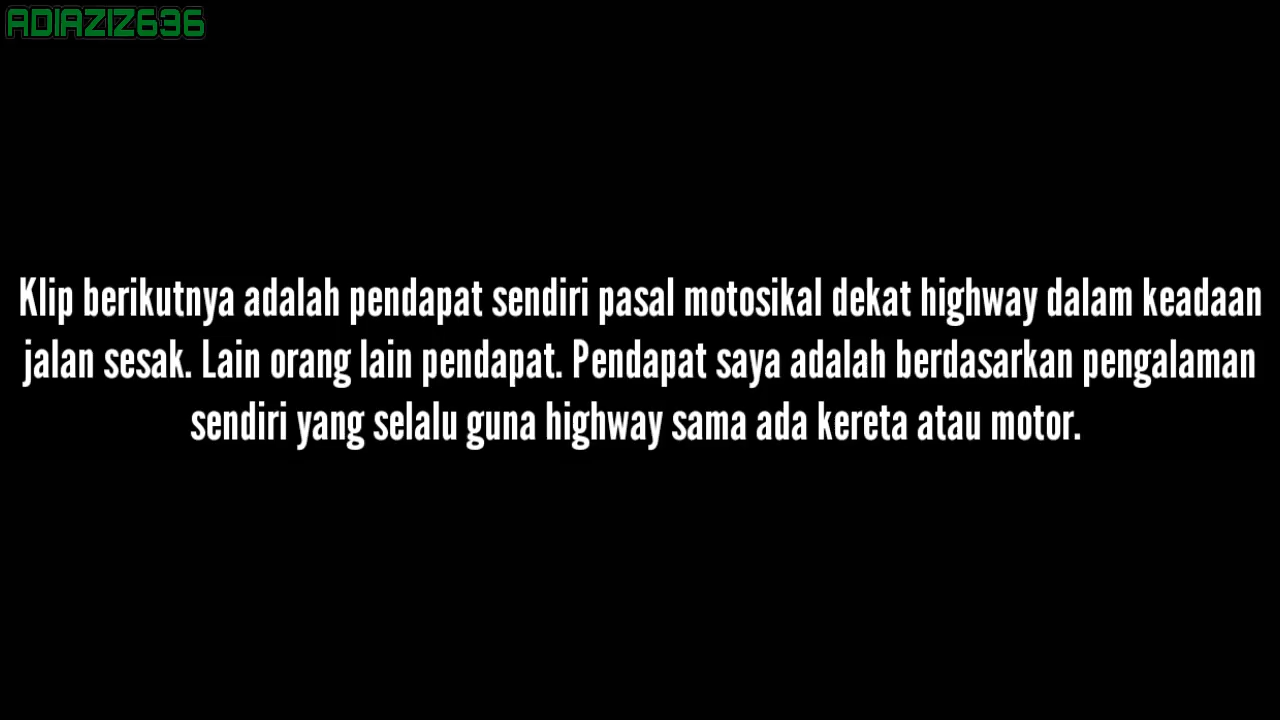 ADIAZIZ636
Klip berikutnya adalah pendapat sendiri pasal motosikal dekat highway dalam keadaan
jalan sesak. Lain orang lain pendapat. Pendapat saya adalah berdasarkan pengalaman
sendiri yang selalu guna highway sama ada kereta atau motor.